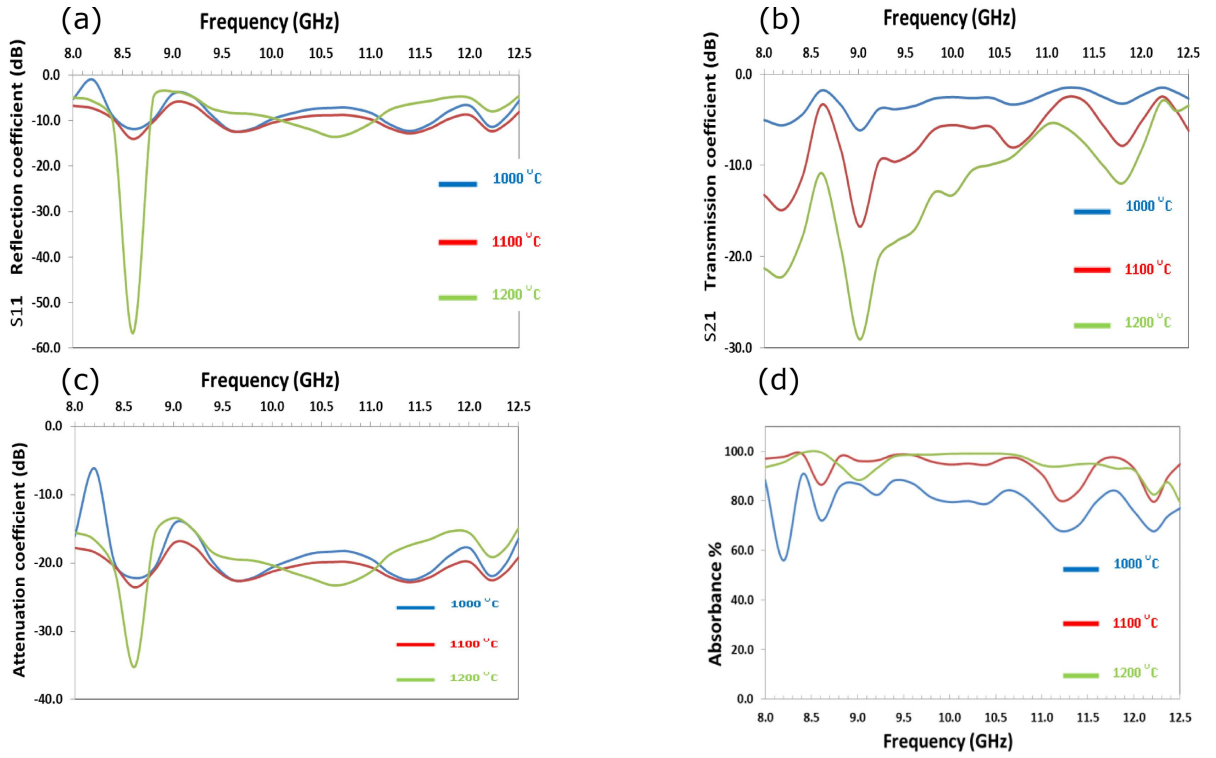 (a)
Frequency (GHz)
8.0 8.5 9.0 9.5 10.0 10.5 11.0 11.5 12.0 12.5
0.0
-10.0
-20.0
-30.0
-40.0
-50.0
-60.0
S11 Reflection coefficient (dB)
1000 °C
1100 °C
1200 °C
(b)
Frequency (GHz)
8.0 8.5 9.0 9.5 10.0 10.5 11.0 11.5 12.0 12.5
0.0
-10.0
-20.0
-30.0
S21 Transmission coefficient (dB)
1000 °C
1100 °C
1200 °C
(c)
Frequency (GHz)
8.0 8.5 9.0 9.5 10.0 10.5 11.0 11.5 12.0 12.5
0.0
-10.0
-20.0
-30.0
-40.0
Attenuation coefficient (dB)
1000 °C
1100 °C
1200 °C
(d)
100.0
80.0
60.0
40.0
20.0
0.0
Absorbance %
1000 °C
1100 °C
1200 °C
8.0 8.5 9.0 9.5 10.0 10.5 11.0 11.5 12.0 12.5
Frequency (GHz)